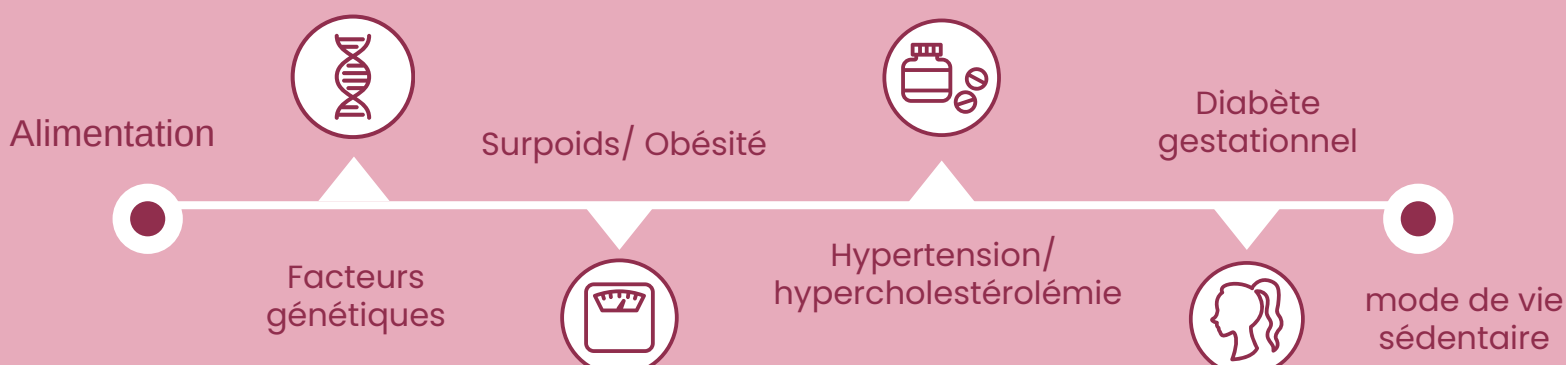 Alimentation
Facteurs
génétiques
Surpoids/ Obésité
Hypertension/
hypercholestérolémie
Diabète
gestationnel
mode de vie
sédentaire